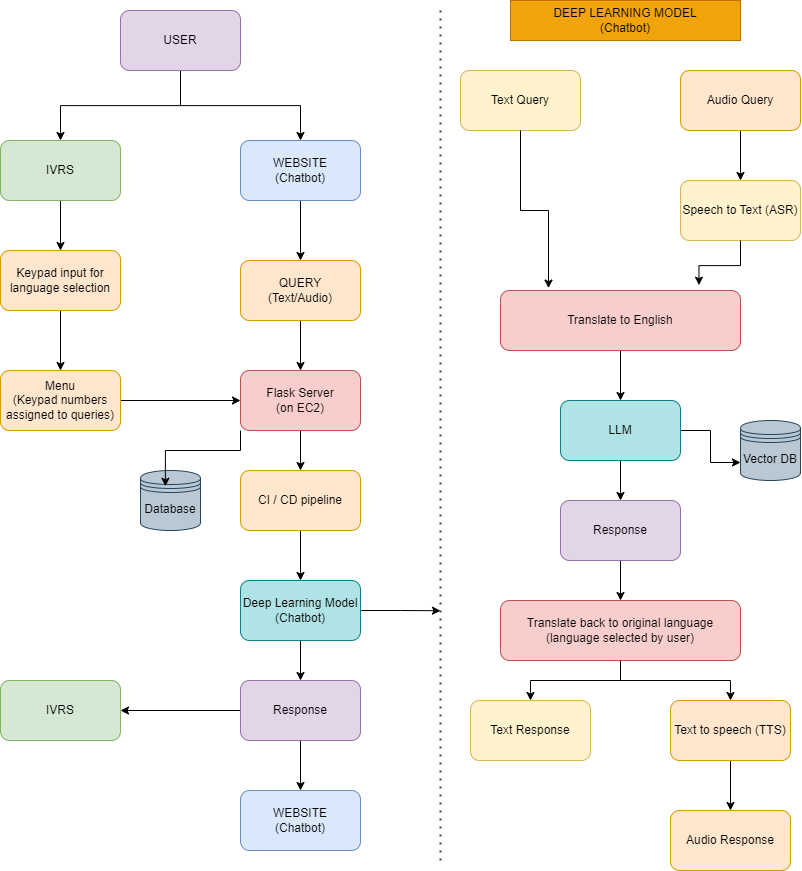 USER
IVRS
WEBSITE
(Chatbot)
Keypad input for
language selection
QUERY
(Text/Audio)
Menu
(Keypad numbers
assigned to queries)
Flask Server
(on EC2)
Database
CI / CD pipeline
Deep Learning Model
(Chatbot)
IVRS
Response
WEBSITE
(Chatbot)
DEEP LEARNING MODEL
(Chatbot)
Text Query
Audio Query
Speech to Text (ASR)
Translate to English
LLM
Vector DB
Response
Translate back to original language
(language selected by user)
Text Response
Text to speech (TTS)
Audio Response